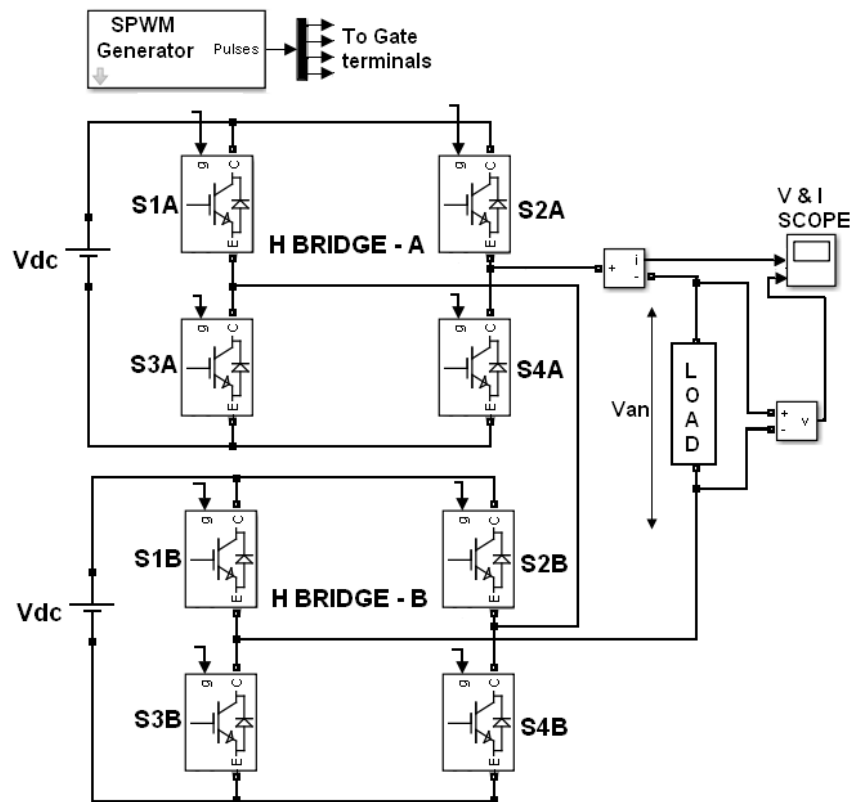 SPWM
Generator
Pulses
To Gate
terminals
g
C
S1A
E
g
C
S2A
E
H BRIDGE - A
Vdc
g
C
S3A
E
g
C
S4A
E
+
i
-
V & I
SCOPE
Van
LOAD
+
-
v
g
C
S1B
E
g
C
S2B
E
H BRIDGE - B
Vdc
g
C
S3B
E
g
C
S4B
E